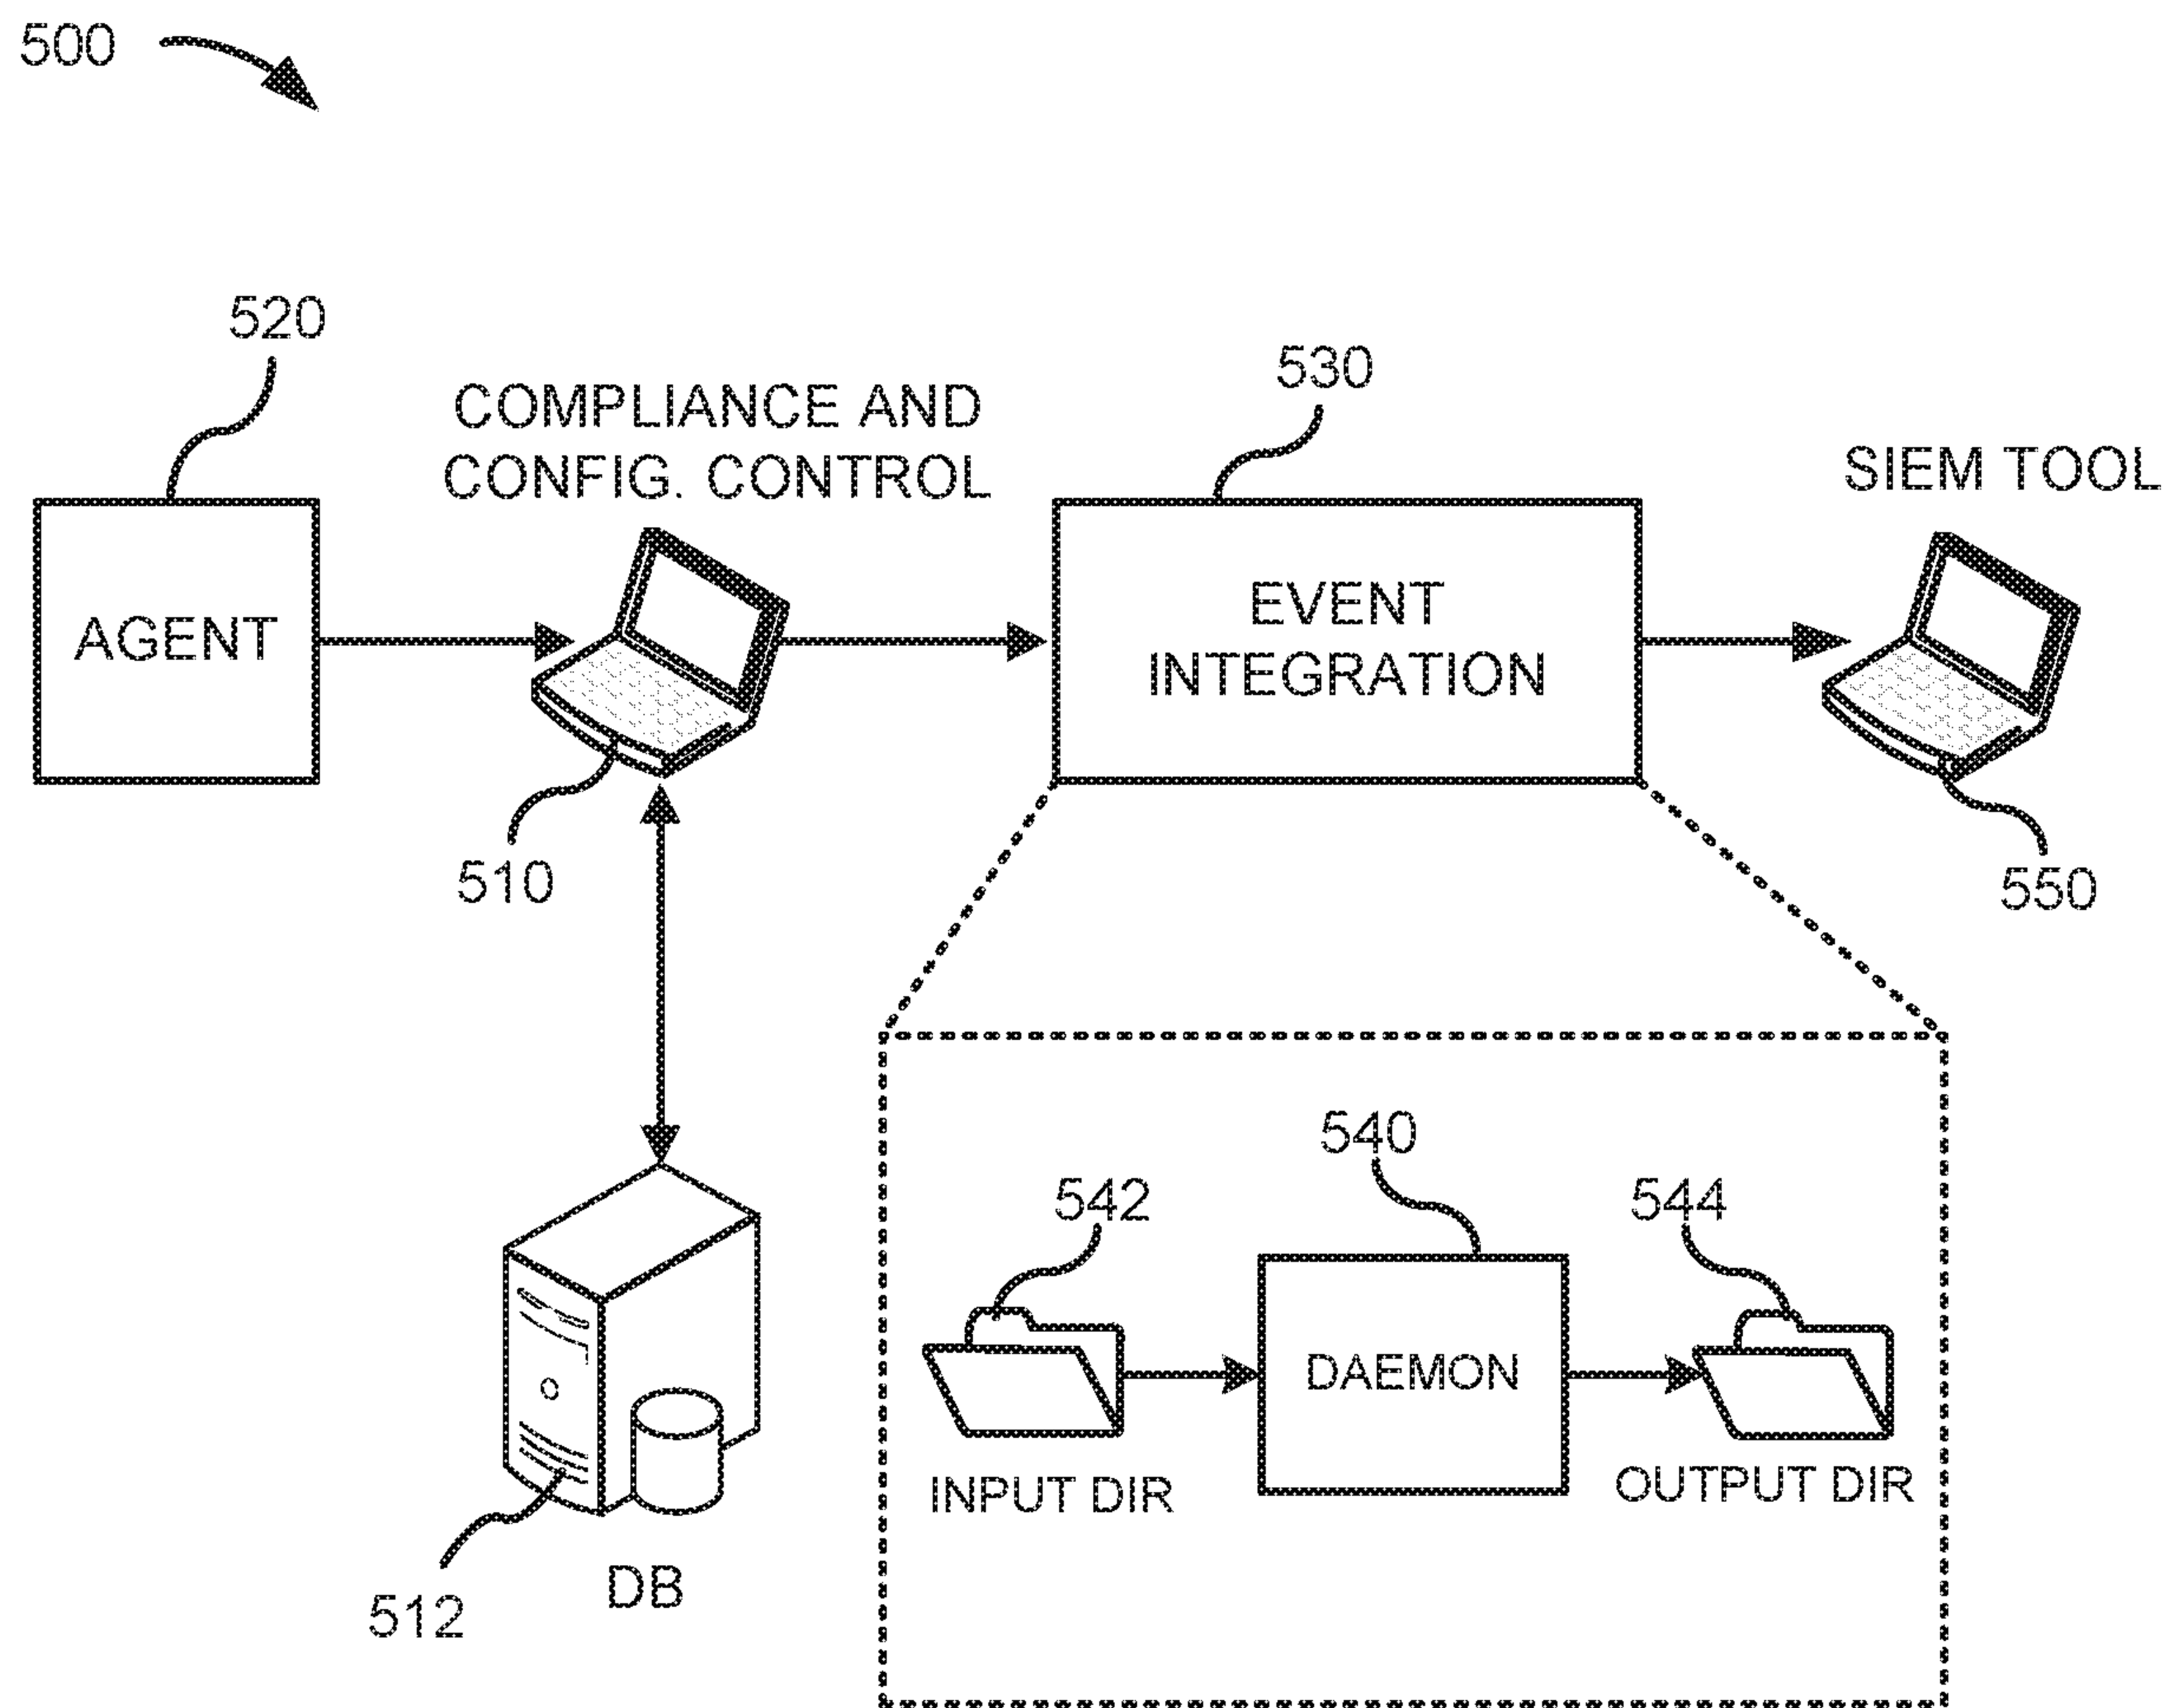 500
520
COMPLIANCE AND
CONFIG. CONTROL
530
SIEM TOOL
AGENT
EVENT
INTEGRATION
510
550
540
542
544
DAEMON
INPUT DIR
OUTPUT DIR
DB
512